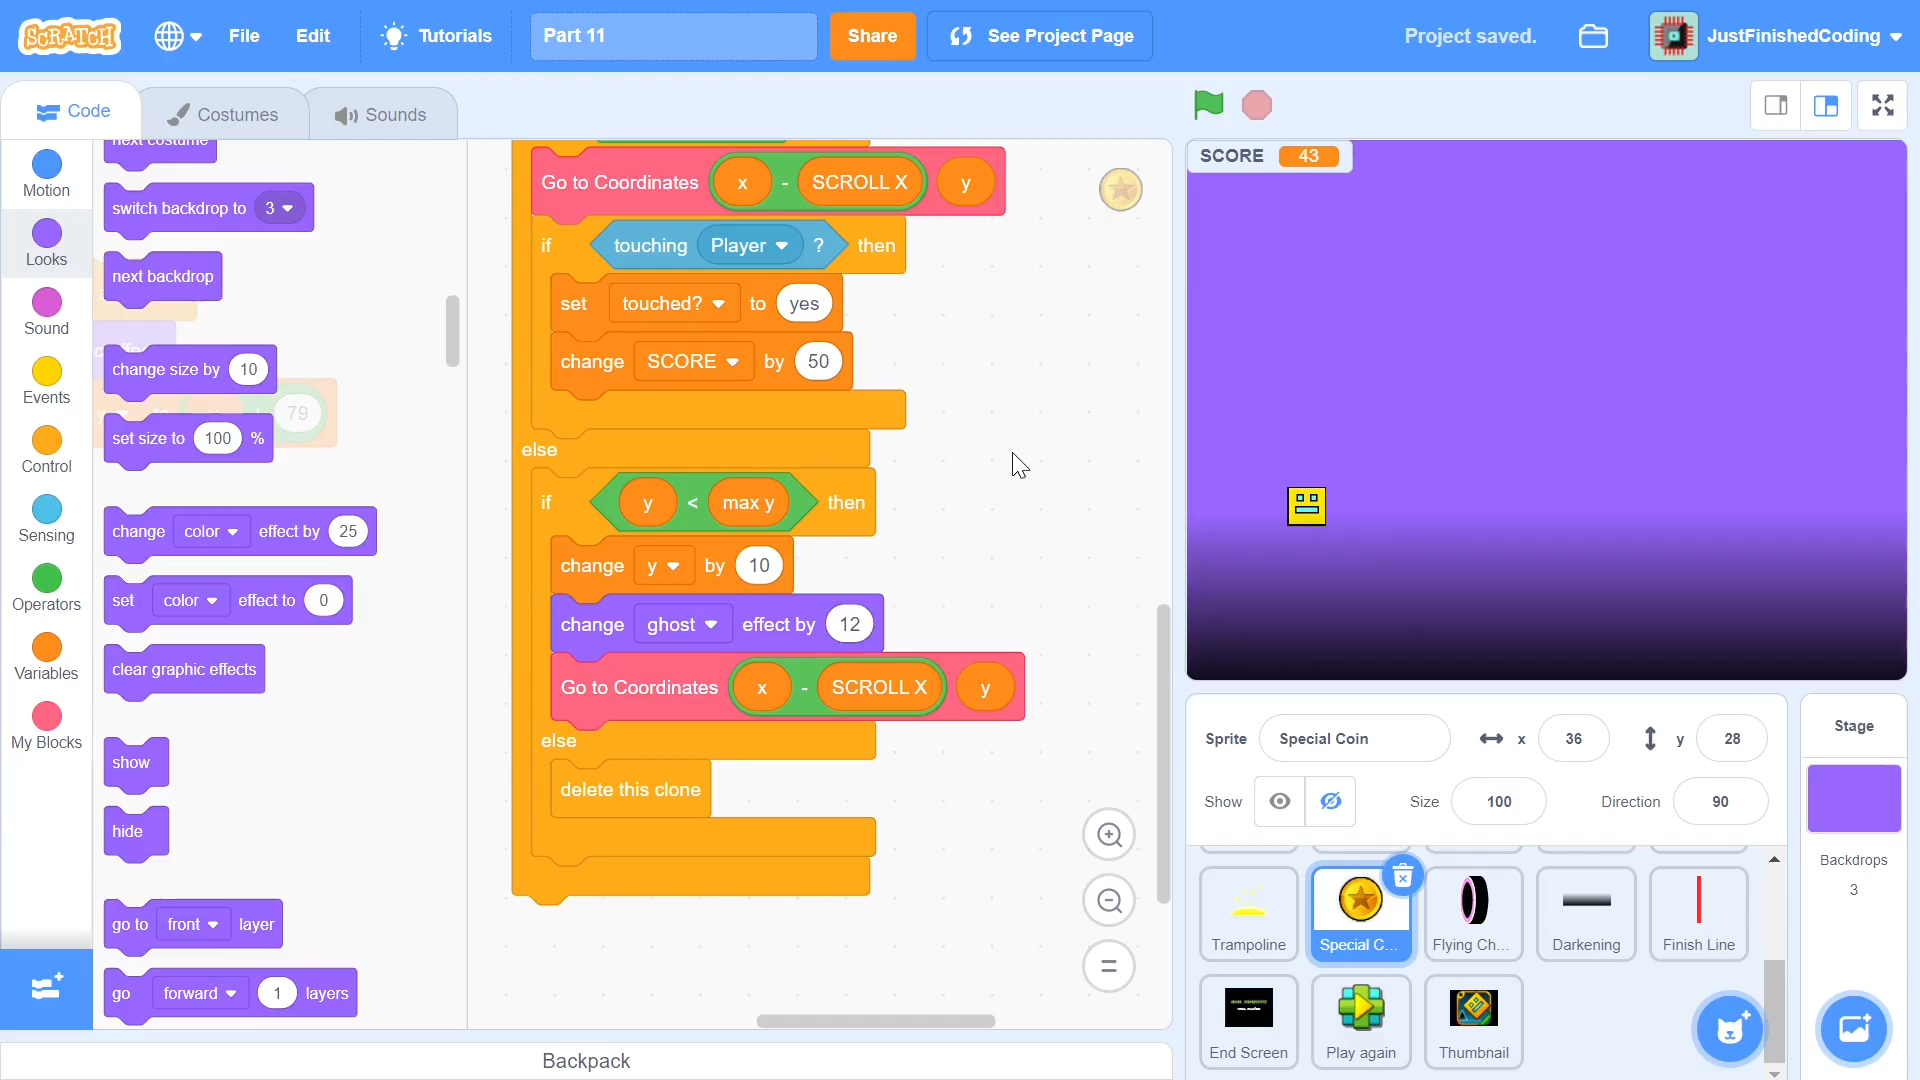 SCRATCH
File
Edit
Tutorials
Part 11
Share
See Project Page
Project saved.
JustFinishedCoding
Code
Costumes
Sounds
Motion
Looks
Sound
Events
Control
Sensing
Operators
Variables
My Blocks
next costume
switch backdrop to 3
next backdrop
change size by 10
79
set size to 100 %
change color effect by 25
set color effect to 0
clear graphic effects
show
hide
go to front layer
go forward 1 layers
Go to Coordinates x - SCROLL X y
if touching Player ? then
set touched? to yes
change SCORE by 50
else
if y < max y then
change y by 10
change ghost effect by 12
Go to Coordinates x - SCROLL X y
else
delete this clone
Backpack
SCORE 43
Sprite Special Coin x 36 y 28
Show Size 100 Direction 90
Trampoline
Special C...
Flying Ch...
Darkening
Finish Line
End Screen
Play again
Thumbnail
Stage
Backdrops
3